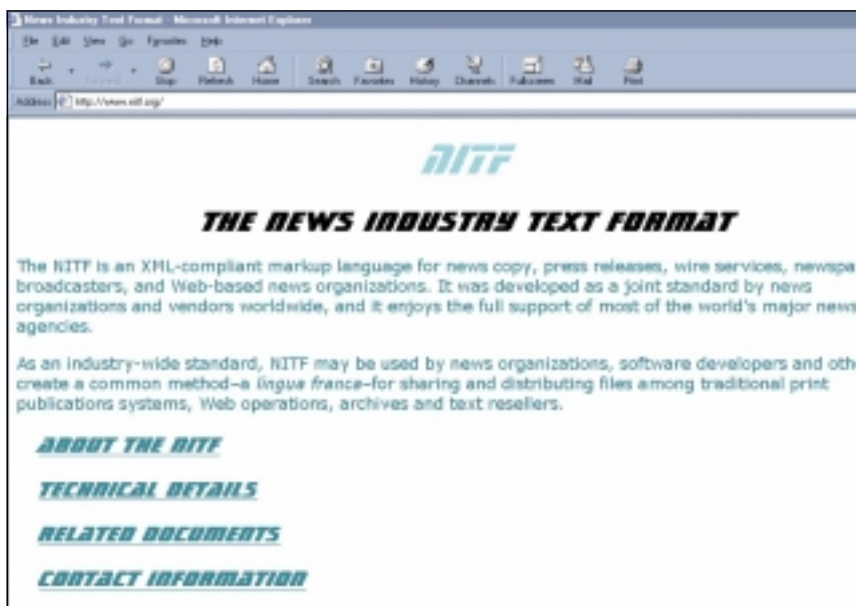 News Industry Text Format - Microsoft Internet Explorer
File Edit View Go Favorites Help
Back Forward Stop Refresh Home Search Favorites History Channels Fullscreen Mail Print
Address http://www.nitf.org/
NITF
THE NEWS INDUSTRY TEXT FORMAT
The NITF is an XML-compliant markup language for news copy, press releases, wire services, newspa
broadcasters, and Web-based news organizations. It was developed as a joint standard by news
organizations and vendors worldwide, and it enjoys the full support of most of the world's major news
agencies.
As an industry-wide standard, NITF may be used by news organizations, software developers and othe
create a common method–a lingua franca–for sharing and distributing files among traditional print
publications systems, Web operations, archives and text resellers.
ABOUT THE NITF
TECHNICAL DETAILS
RELATED DOCUMENTS
CONTACT INFORMATION